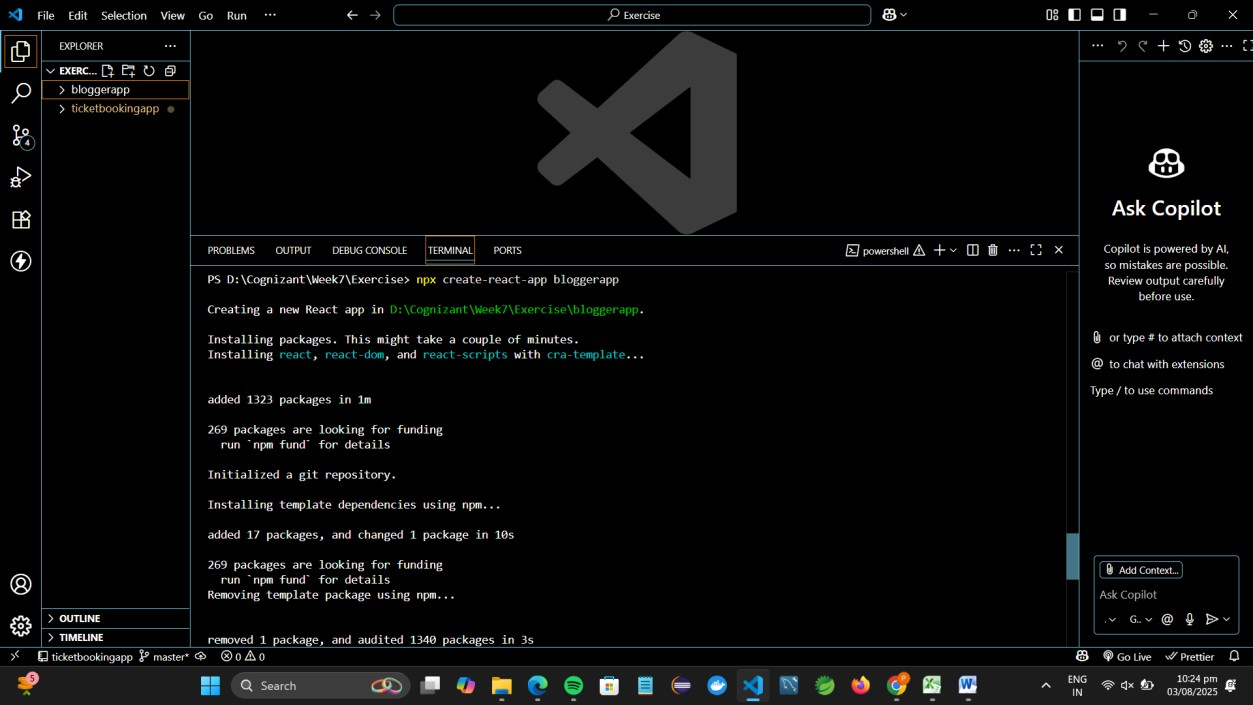 File Edit Selection View Go Run ··· Exercise
EXPLORER ···
EXERC...
bloggerapp
ticketbookingapp
4
PROBLEMS OUTPUT DEBUG CONSOLE TERMINAL PORTS powershell ···
PS D:\Cognizant\Week7\Exercise> npx create-react-app bloggerapp
Creating a new React app in D:\Cognizant\Week7\Exercise\bloggerapp.
Installing packages. This might take a couple of minutes.
Installing react, react-dom, and react-scripts with cra-template...
added 1323 packages in 1m
269 packages are looking for funding
run `npm fund` for details
Initialized a git repository.
Installing template dependencies using npm...
added 17 packages, and changed 1 package in 10s
269 packages are looking for funding
run `npm fund` for details
Removing template package using npm...
removed 1 package, and audited 1340 packages in 3s
Ask Copilot
Copilot is powered by AI,
so mistakes are possible.
Review output carefully
before use.
or type # to attach context
@ to chat with extensions
Type / to use commands
Add Context...
Ask Copilot
G..
OUTLINE
TIMELINE
ticketbookingapp master* 0 0 Go Live Prettier
5
Search
ENG
IN
10:24 pm
03/08/2025